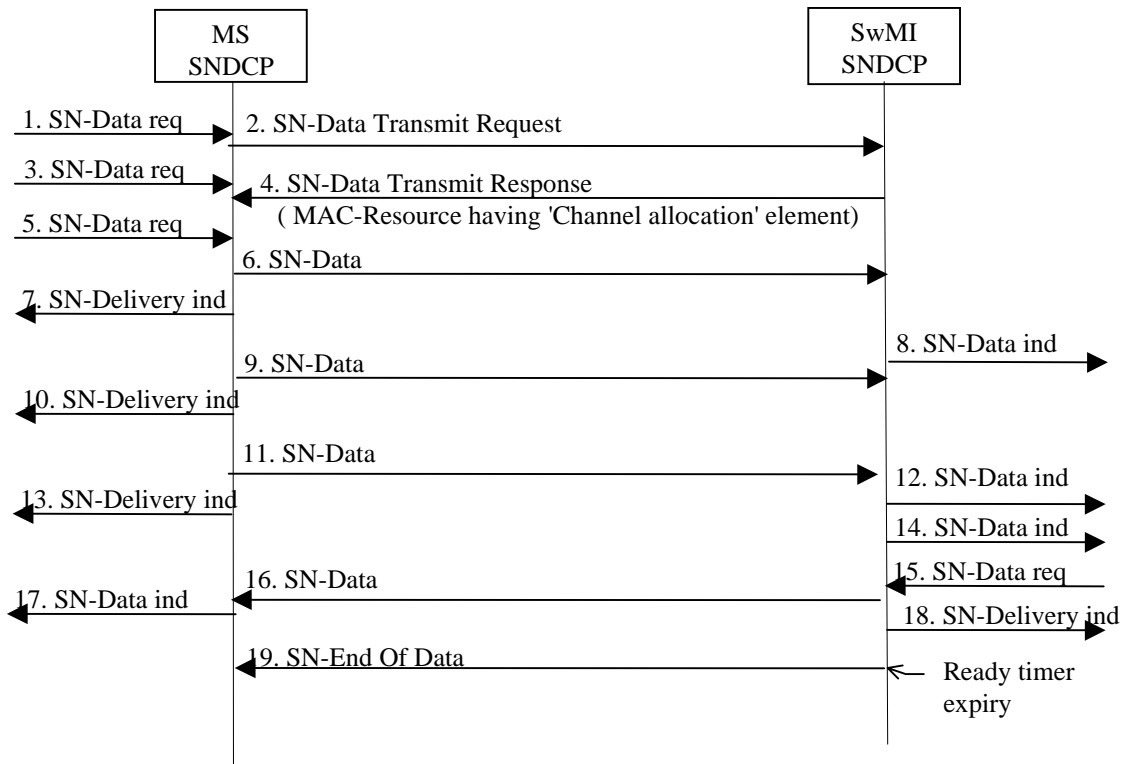 MS
SNDCP
SwMI
SNDCP
1. SN-Data req
2. SN-Data Transmit Request
3. SN-Data req
4. SN-Data Transmit Response
( MAC-Resource having 'Channel allocation' element)
5. SN-Data req
6. SN-Data
7. SN-Delivery ind
8. SN-Data ind
9. SN-Data
10. SN-Delivery ind
11. SN-Data
12. SN-Data ind
13. SN-Delivery ind
14. SN-Data ind
15. SN-Data req
16. SN-Data
17. SN-Data ind
18. SN-Delivery ind
19. SN-End Of Data
Ready timer
expiry